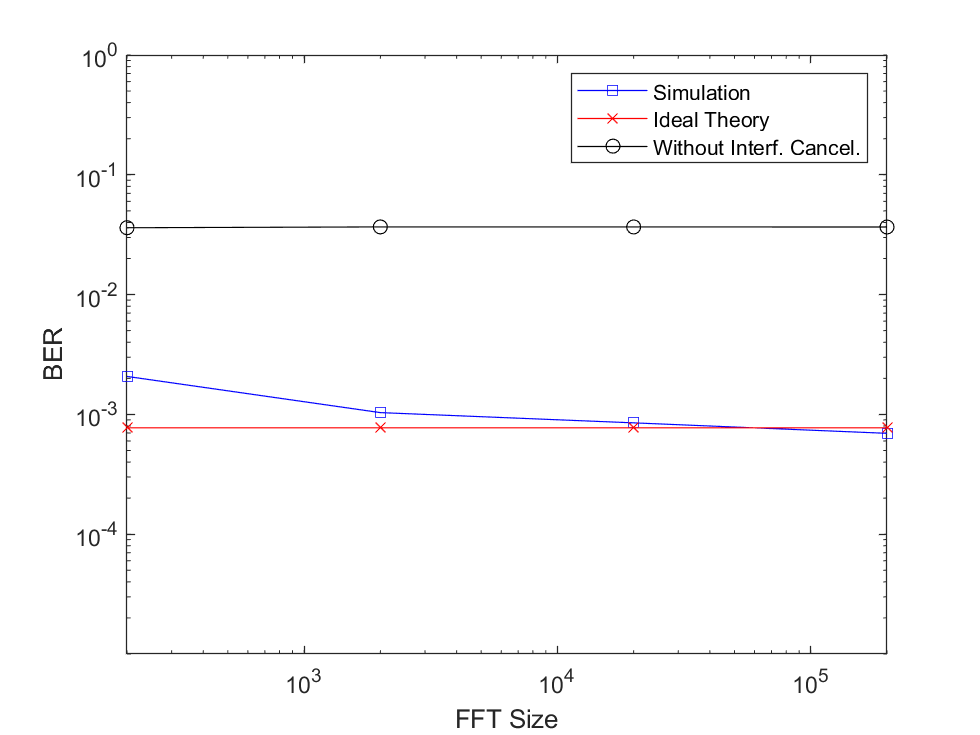 10^0
10^-1
10^-2
10^-3
10^-4
BER
Simulation
Ideal Theory
Without Interf. Cancel.
10^3
10^4
10^5
FFT Size